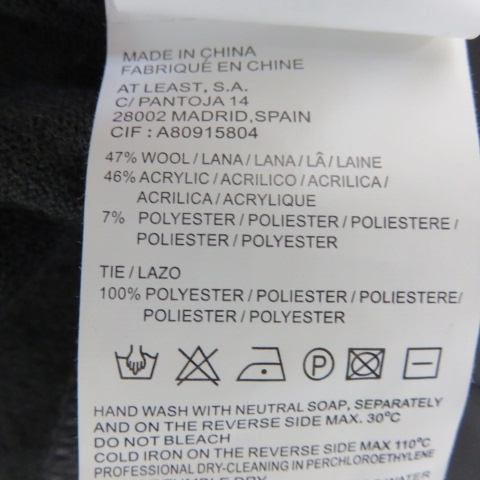 MADE IN CHINA
FABRIQUÉ EN CHINE
AT LEAST, S.A.
C/ PANTOJA 14
28002 MADRID,SPAIN
CIF : A80915804
47% WOOL / LANA / LANA / LÂ / LAINE
46% ACRYLIC / ACRILICO / ACRILICA /
ACRILICA / ACRYLIQUE
7% POLYESTER / POLIESTER / POLIESTERE /
POLIESTER / POLYESTER
TIE / LAZO
100% POLYESTER / POLIESTER / POLIESTERE/
POLIESTER / POLYESTER
P
HAND WASH WITH NEUTRAL SOAP, SEPARATELY
AND ON THE REVERSE SIDE MAX. 30ºC
DO NOT BLEACH
COLD IRON ON THE REVERSE SIDE MAX 110ºC
PROFESSIONAL DRY-CLEANING IN PERCHLOROETHYLENE